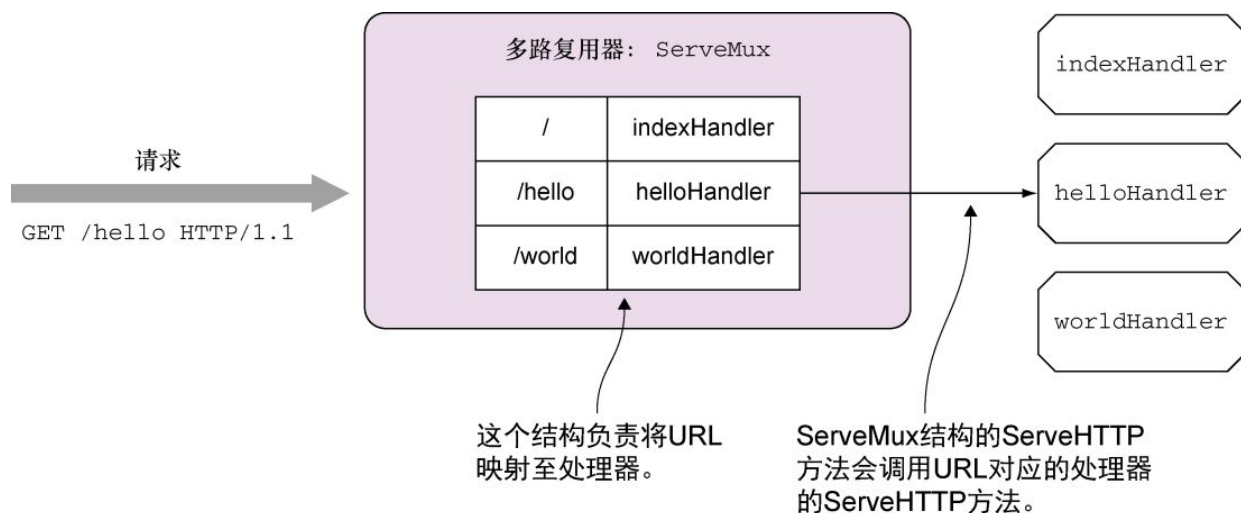 多路复用器: ServeMux
请求
GET /hello HTTP/1.1
/ indexHandler
/hello helloHandler
/world worldHandler
indexHandler
helloHandler
worldHandler
这个结构负责将URL
映射至处理器。
ServeMux结构的ServeHTTP
方法会调用URL对应的处理器
的ServeHTTP方法。